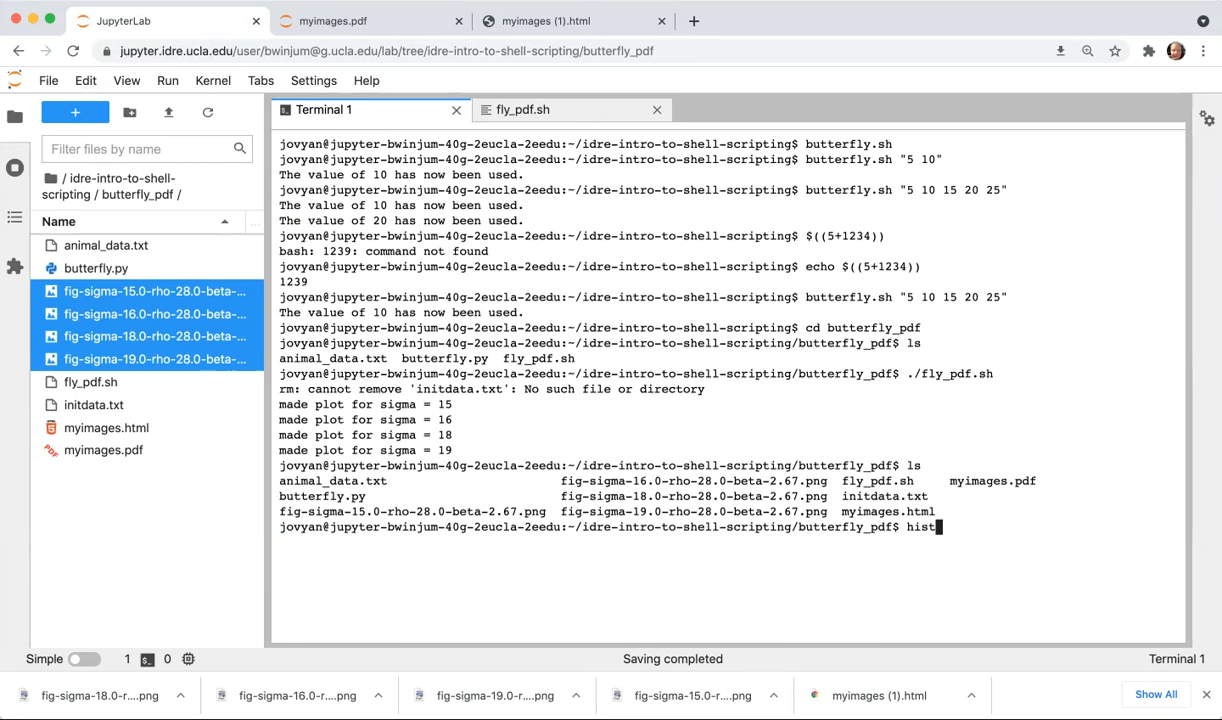 JupyterLab
myimages.pdf
myimages (1).html
jupyter.idre.ucla.edu/user/bwinjum@g.ucla.edu/lab/tree/idre-intro-to-shell-scripting/butterfly_pdf
File Edit View Run Kernel Tabs Settings Help
Filter files by name
/ idre-intro-to-shell-
scripting / butterfly_pdf /
Name
animal_data.txt
butterfly.py
fig-sigma-15.0-rho-28.0-beta-...
fig-sigma-16.0-rho-28.0-beta-...
fig-sigma-18.0-rho-28.0-beta-...
fig-sigma-19.0-rho-28.0-beta-...
fly_pdf.sh
initdata.txt
myimages.html
myimages.pdf
Terminal 1
fly_pdf.sh
jovyan@jupyter-bwinjum-40g-2eucla-2eedu:~/idre-intro-to-shell-scripting$ butterfly.sh
jovyan@jupyter-bwinjum-40g-2eucla-2eedu:~/idre-intro-to-shell-scripting$ butterfly.sh "5 10"
The value of 10 has now been used.
jovyan@jupyter-bwinjum-40g-2eucla-2eedu:~/idre-intro-to-shell-scripting$ butterfly.sh "5 10 15 20 25"
The value of 10 has now been used.
The value of 20 has now been used.
jovyan@jupyter-bwinjum-40g-2eucla-2eedu:~/idre-intro-to-shell-scripting$ $((5+1234))
bash: 1239: command not found
jovyan@jupyter-bwinjum-40g-2eucla-2eedu:~/idre-intro-to-shell-scripting$ echo $((5+1234))
1239
jovyan@jupyter-bwinjum-40g-2eucla-2eedu:~/idre-intro-to-shell-scripting$ butterfly.sh "5 10 15 20 25"
The value of 10 has now been used.
jovyan@jupyter-bwinjum-40g-2eucla-2eedu:~/idre-intro-to-shell-scripting$ cd butterfly_pdf
jovyan@jupyter-bwinjum-40g-2eucla-2eedu:~/idre-intro-to-shell-scripting/butterfly_pdf$ ls
animal_data.txt butterfly.py fly_pdf.sh
jovyan@jupyter-bwinjum-40g-2eucla-2eedu:~/idre-intro-to-shell-scripting/butterfly_pdf$ ./fly_pdf.sh
rm: cannot remove 'initdata.txt': No such file or directory
made plot for sigma = 15
made plot for sigma = 16
made plot for sigma = 18
made plot for sigma = 19
jovyan@jupyter-bwinjum-40g-2eucla-2eedu:~/idre-intro-to-shell-scripting/butterfly_pdf$ ls
animal_data.txt fig-sigma-16.0-rho-28.0-beta-2.67.png fly_pdf.sh myimages.pdf
butterfly.py fig-sigma-18.0-rho-28.0-beta-2.67.png initdata.txt
fig-sigma-15.0-rho-28.0-beta-2.67.png fig-sigma-19.0-rho-28.0-beta-2.67.png myimages.html
jovyan@jupyter-bwinjum-40g-2eucla-2eedu:~/idre-intro-to-shell-scripting/butterfly_pdf$ hist
Simple 1 0 Saving completed Terminal 1
fig-sigma-18.0-r....png
fig-sigma-16.0-r....png
fig-sigma-19.0-r....png
fig-sigma-15.0-r....png
myimages (1).html
Show All